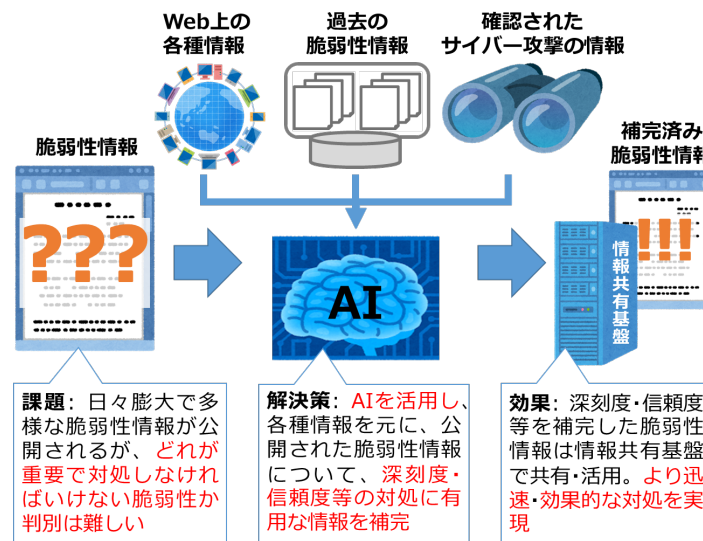 Web上の
各種情報
過去の
脆弱性情報
確認された
サイバー攻撃の情報
脆弱性情報
???
AI
補完済み
脆弱性情報
!!!
情報共有基盤
課題: 日々膨大で多
様な脆弱性情報が公
開されるが、どれが
重要で対処しなけれ
ばいけない脆弱性か
判別は難しい
解決策: AIを活用し、
各種情報を元に、公
開された脆弱性情報
について、深刻度・
信頼度等の対処に有
用な情報を補完
効果: 深刻度・信頼度
等を補完した脆弱性
情報は情報共有基盤
で共有・活用。より迅
速・効果的な対処を実
現